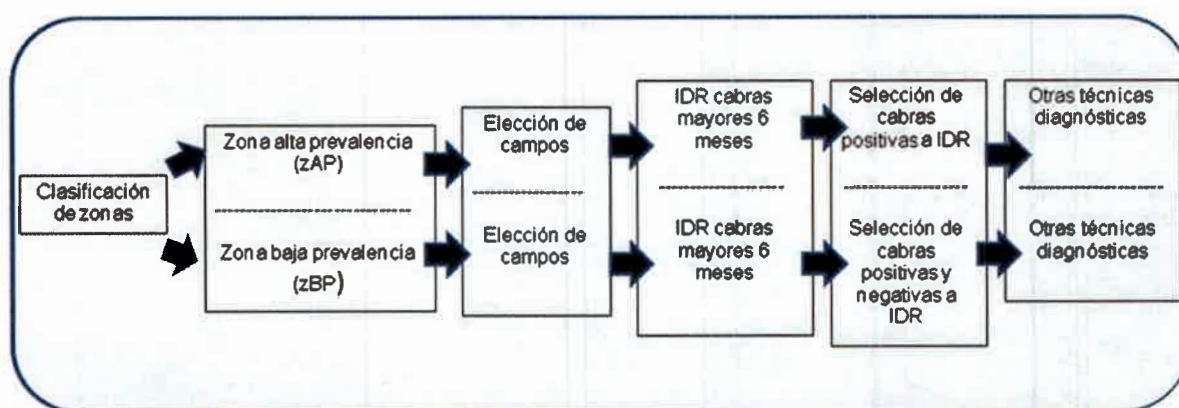 Clasificación
de zonas
Zona alta prevalencia
(zAP)
Zona baja prevalencia
(zBP)
Elección de
campos
Elección de
campos
IDR cabras
mayores 6
meses
IDR cabras
mayores 6
meses
Selección de
cabras
positivas a IDR
Selección de
cabras
positivas y
negativas a
IDR
Otras técnicas
diagnósticas
Otras técnicas
diagnósticas